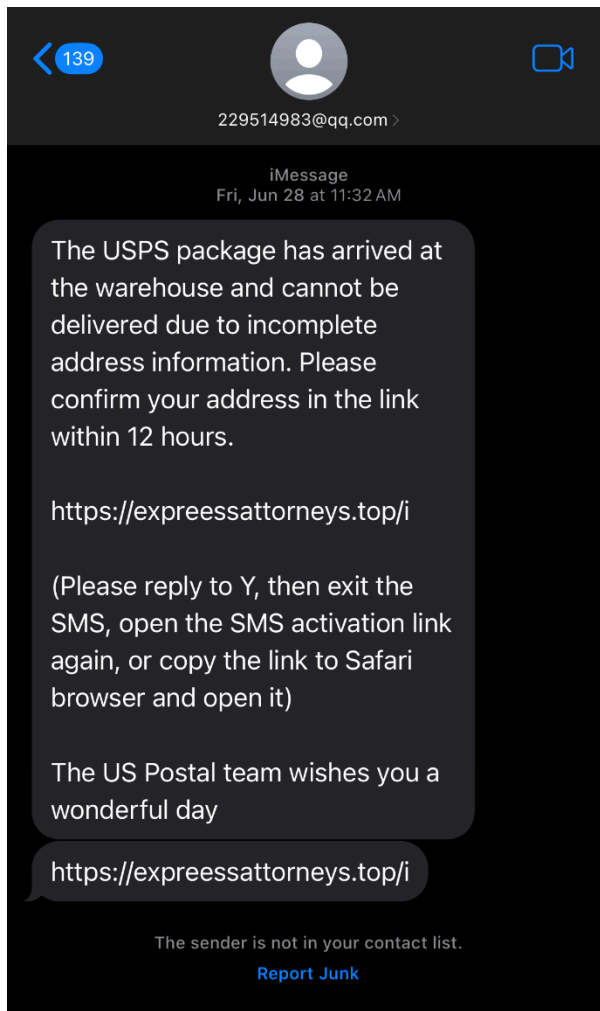 139
229514983@qq.com
iMessage
Fri, Jun 28 at 11:32 AM
The USPS package has arrived at
the warehouse and cannot be
delivered due to incomplete
address information. Please
confirm your address in the link
within 12 hours.
https://expreessattorneys.top/i
(Please reply to Y, then exit the
SMS, open the SMS activation link
again, or copy the link to Safari
browser and open it)
The US Postal team wishes you a
wonderful day
https://expreessattorneys.top/i
The sender is not in your contact list.
Report Junk